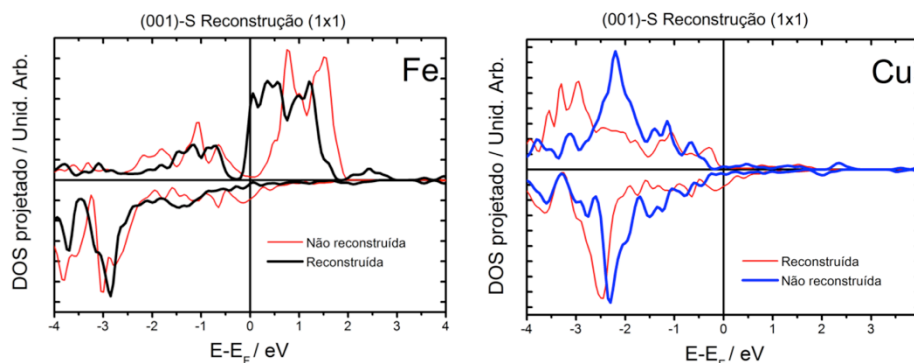 (001)-S Reconstrução (1x1)
Fe
DOS projetado / Unid. Arb.
Não reconstruída
Reconstruída
-4 -3 -2 -1 0 1 2 3 4
E-E_F / eV
(001)-S Reconstrução (1x1)
Cu
DOS projetado / Unid. Arb.
Reconstruída
Não reconstruída
-4 -3 -2 -1 0 1 2 3
E-E_F / eV